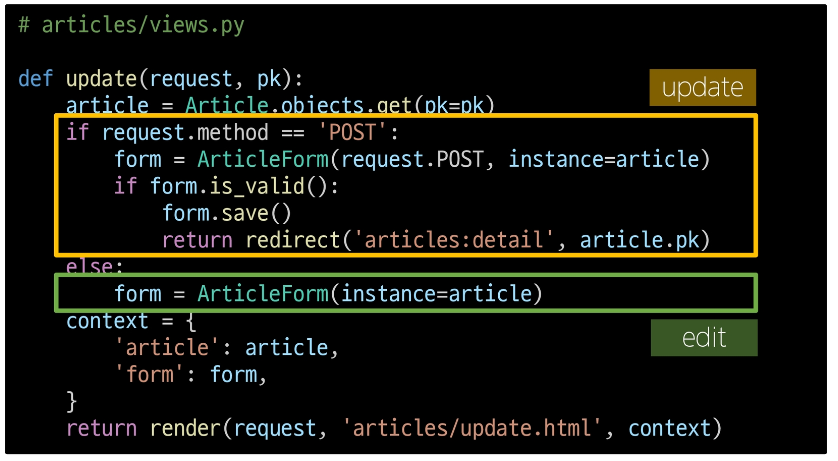 # articles/views.py
def update(request, pk):
update
    article = Article.objects.get(pk=pk)
    if request.method == 'POST':
        form = ArticleForm(request.POST, instance=article)
        if form.is_valid():
            form.save()
            return redirect('articles:detail', article.pk)
    else:
        form = ArticleForm(instance=article)
    context = {
        'article': article,
edit
        'form': form,
    }
    return render(request, 'articles/update.html', context)